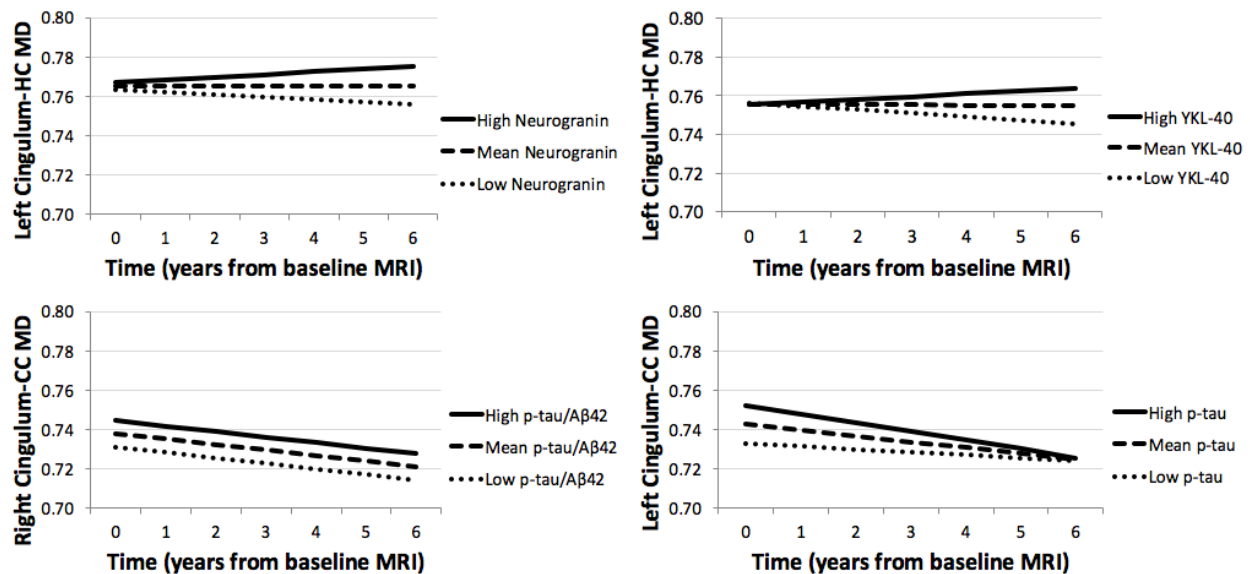 Left Cingulum-HC MD
0.80
0.78
0.76
0.74
0.72
0.70
0 1 2 3 4 5 6
Time (years from baseline MRI)
High Neurogranin
Mean Neurogranin
Low Neurogranin
Left Cingulum-HC MD
0.80
0.78
0.76
0.74
0.72
0.70
0 1 2 3 4 5 6
Time (years from baseline MRI)
High YKL-40
Mean YKL-40
Low YKL-40
Right Cingulum-CC MD
0.80
0.78
0.76
0.74
0.72
0.70
0 1 2 3 4 5 6
Time (years from baseline MRI)
High p-tau/Aβ42
Mean p-tau/Aβ42
Low p-tau/Aβ42
Left Cingulum-CC MD
0.80
0.78
0.76
0.74
0.72
0.70
0 1 2 3 4 5 6
Time (years from baseline MRI)
High p-tau
Mean p-tau
Low p-tau